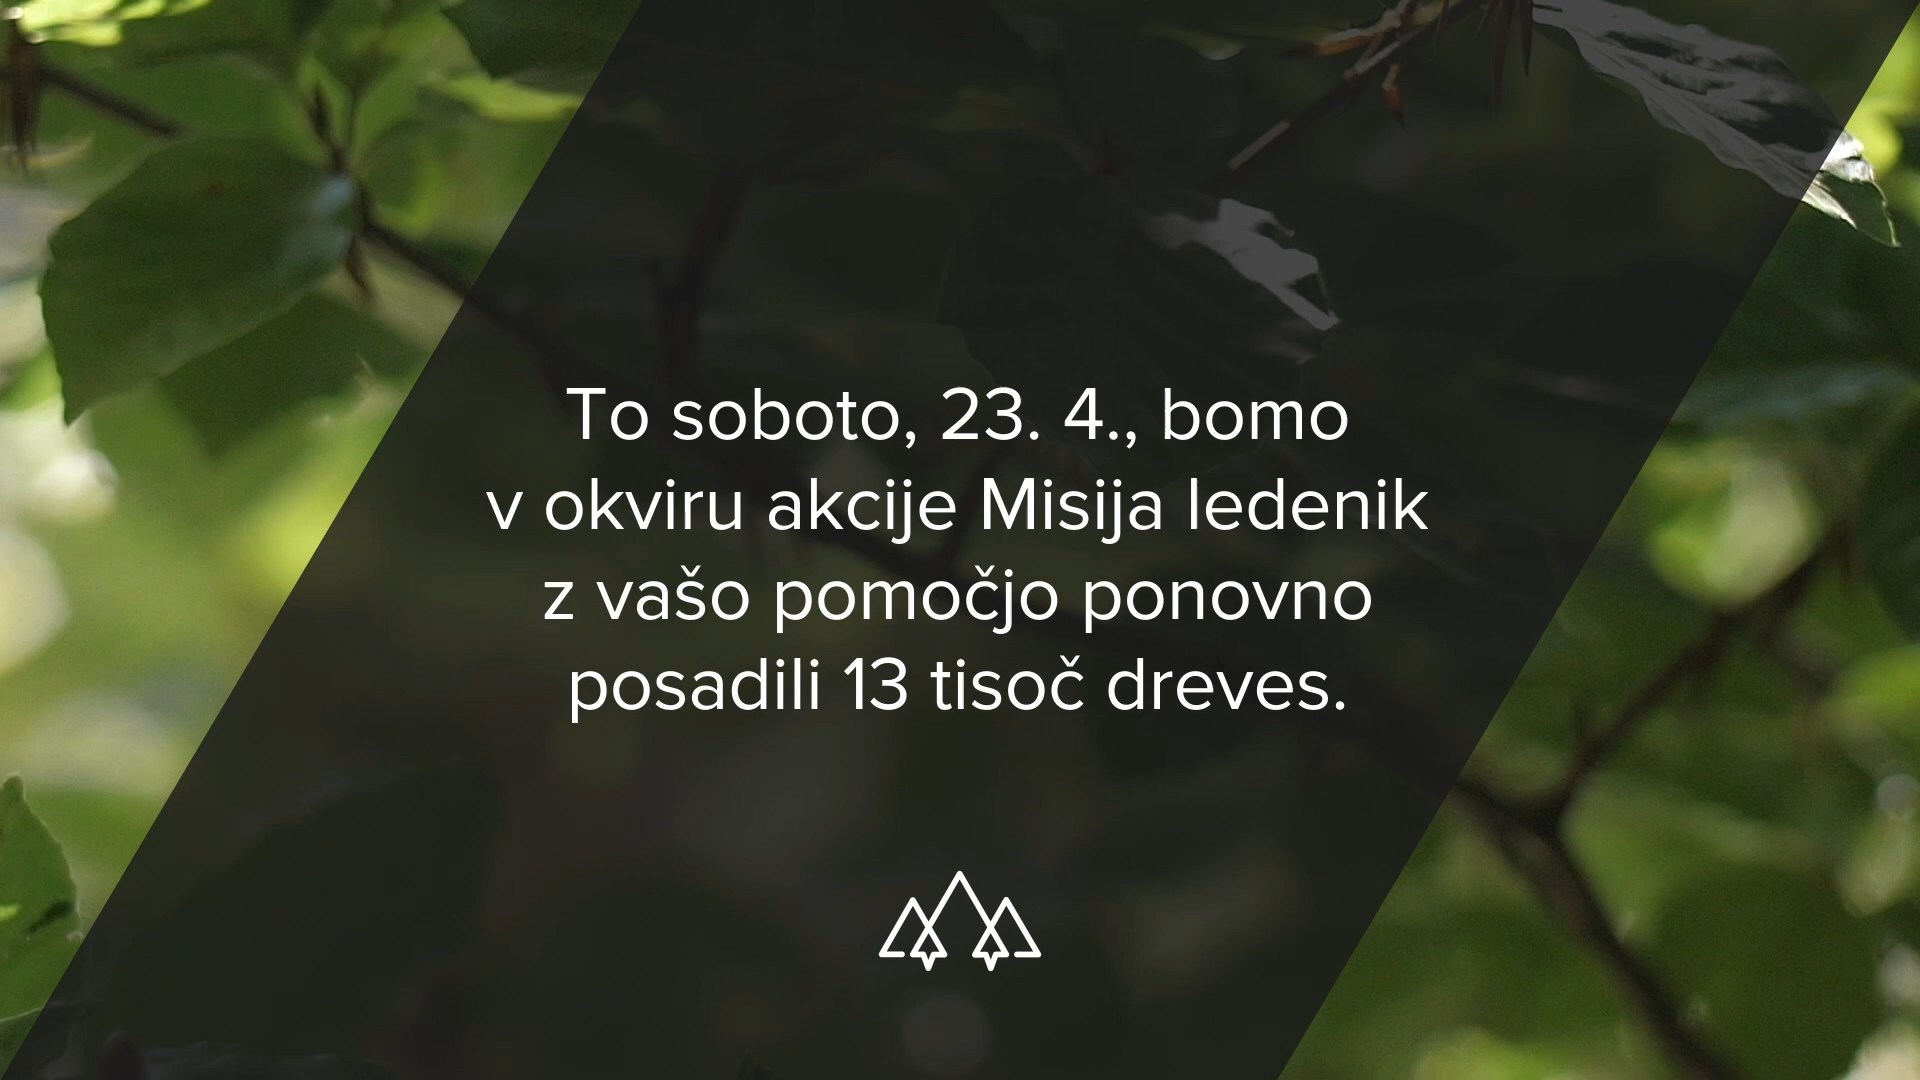 To soboto, 23. 4., bomo
v okviru akcije Misija ledenik
z vašo pomočjo ponovno
posadili 13 tisoč dreves.